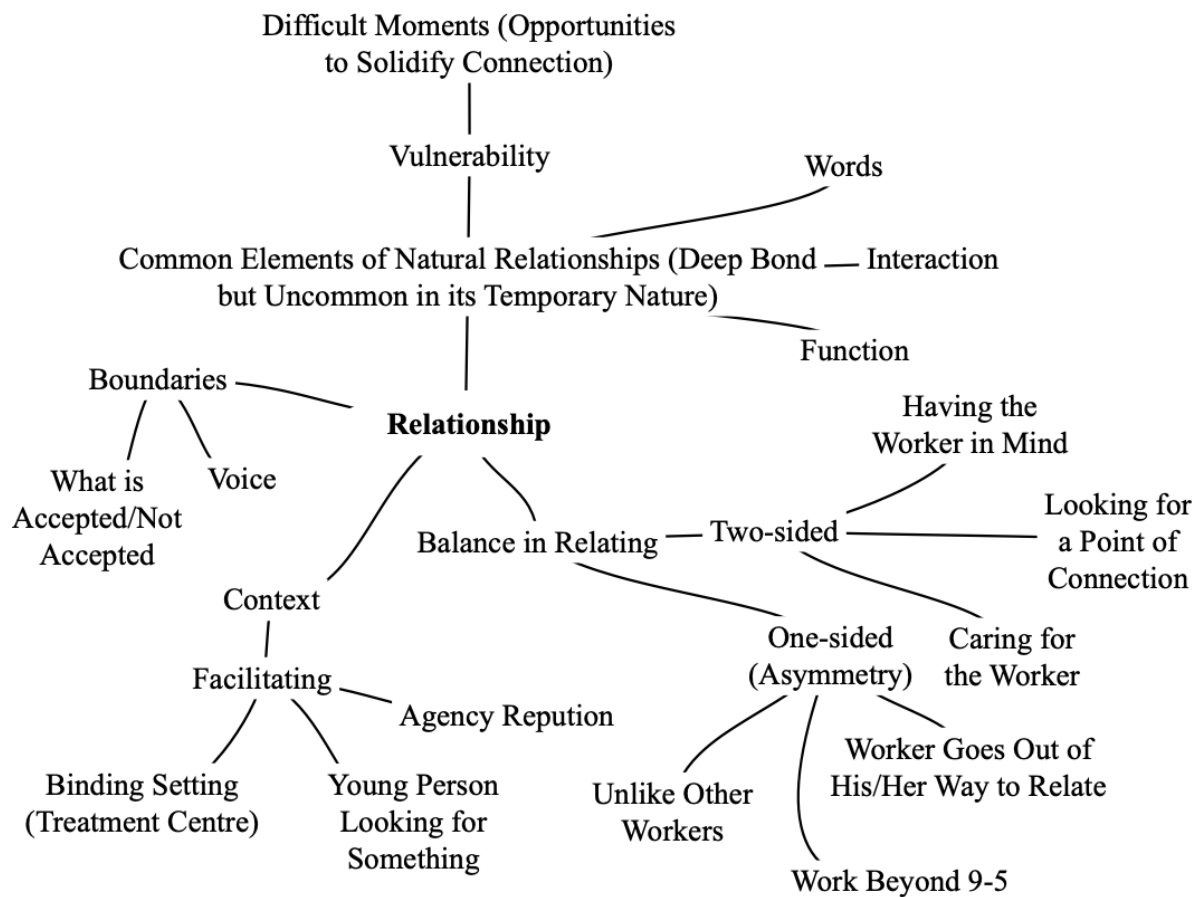 Difficult Moments (Opportunities
to Solidify Connection)
Vulnerability
Words
Common Elements of Natural Relationships (Deep Bond
but Uncommon in its Temporary Nature)
Interaction
Function
Boundaries
Relationship
Having the
Worker in Mind
What is
Accepted/Not
Accepted
Voice
Balance in Relating
Two-sided
Looking for
a Point of
Connection
Context
One-sided
(Asymmetry)
Caring for
the Worker
Facilitating
Agency Repution
Binding Setting
(Treatment Centre)
Young Person
Looking for
Something
Unlike Other
Workers
Worker Goes Out of
His/Her Way to Relate
Work Beyond 9-5